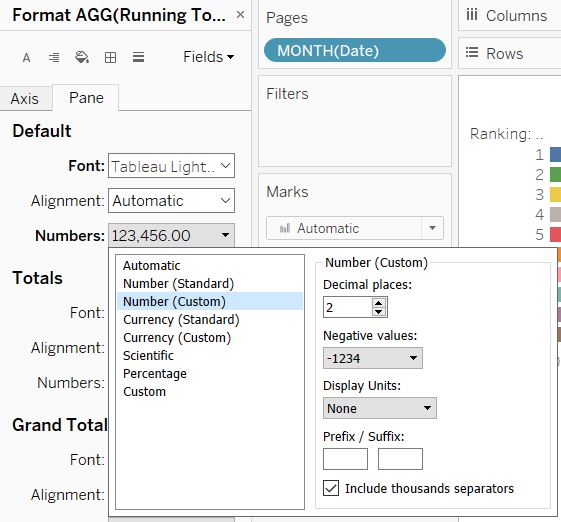 Format AGG(Running To... ×
A
Fields
Axis Pane
Default
Font: Tableau Light..
Alignment: Automatic
Numbers: 123,456.00
Totals
Font:
Alignment:
Numbers:
Grand Total
Font:
Alignment:
Automatic
Number (Standard)
Number (Custom)
Currency (Standard)
Currency (Custom)
Scientific
Percentage
Custom
Number (Custom)
Decimal places:
2
Negative values:
-1234
Display Units:
None
Prefix / Suffix:
Include thousands separators
Pages
MONTH(Date)
Filters
Marks
Automatic
Columns
Rows
Ranking: ..
1
2
3
4
5